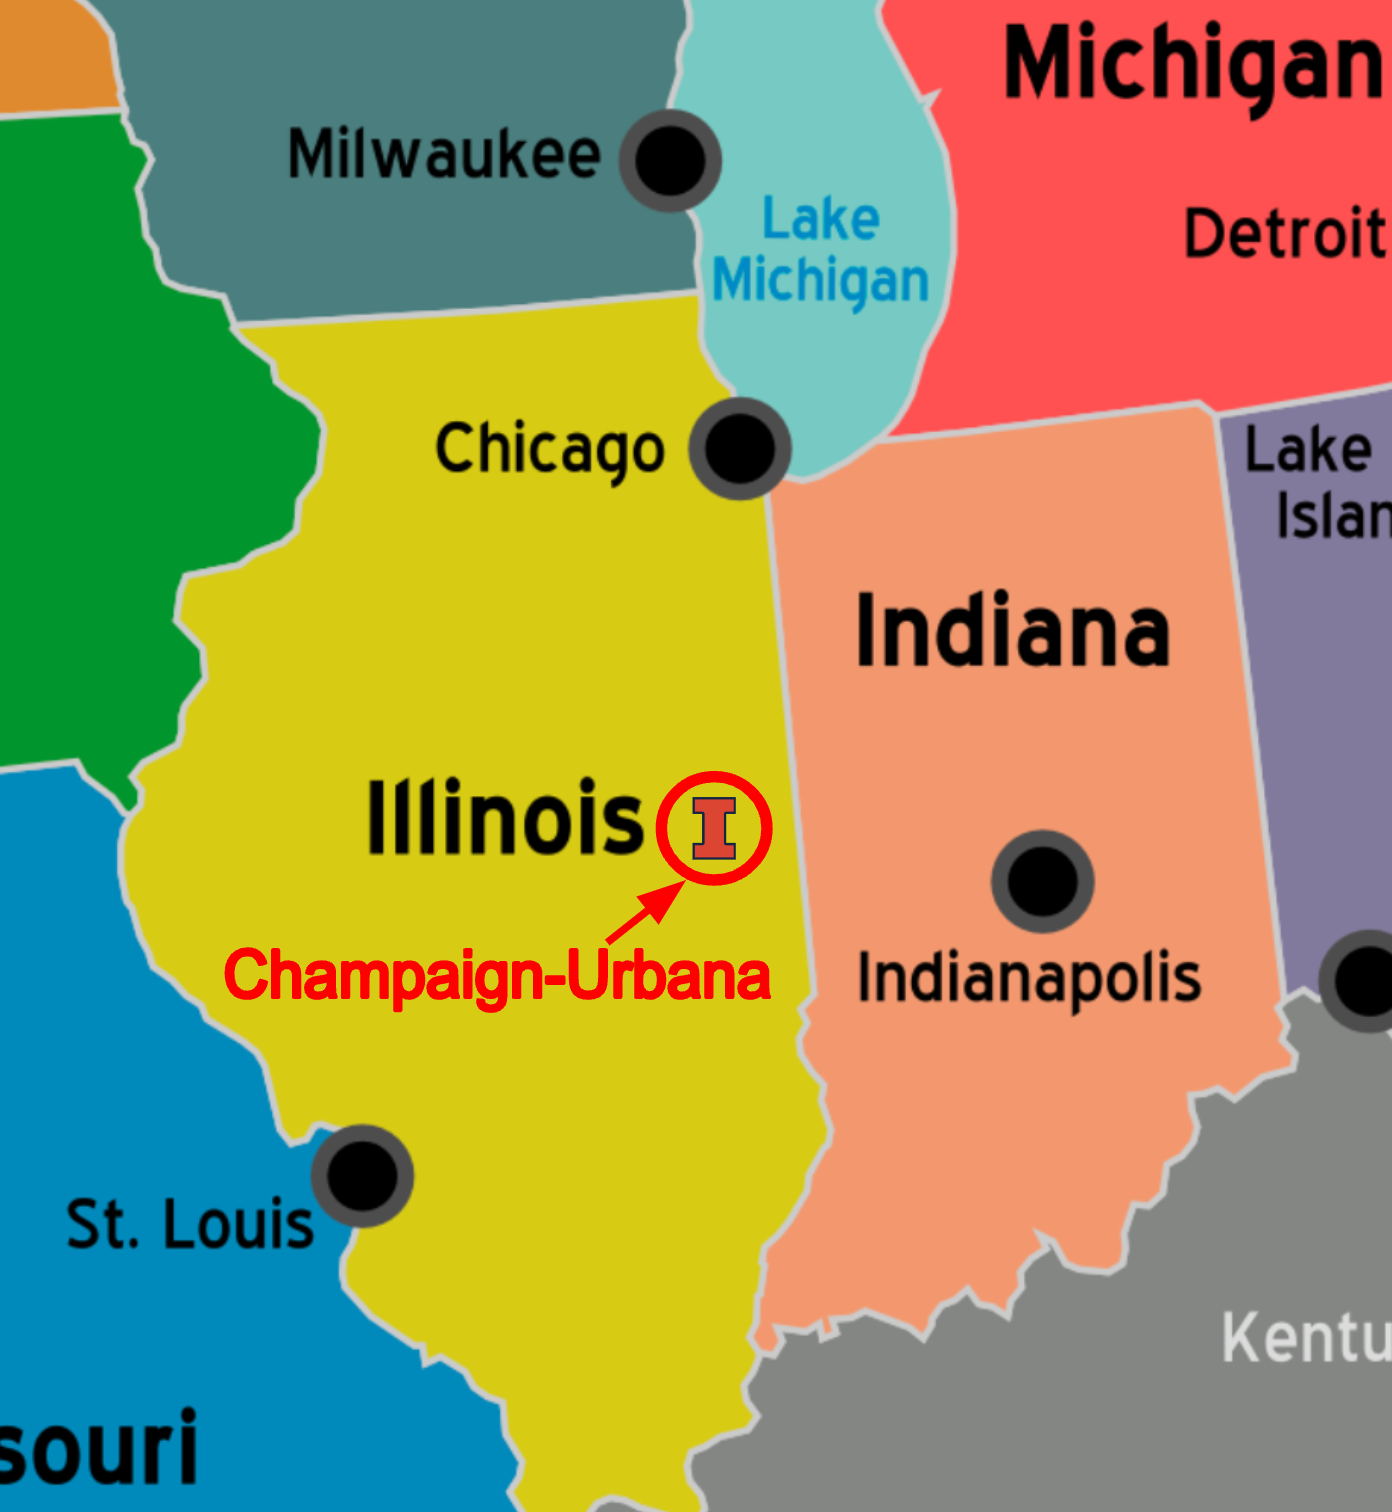 Michigan
Milwaukee
Lake
Michigan
Detroit
Chicago
Lake
Islan
Indiana
Illinois
I
Champaign-Urbana
Indianapolis
St. Louis
Kentu
souri